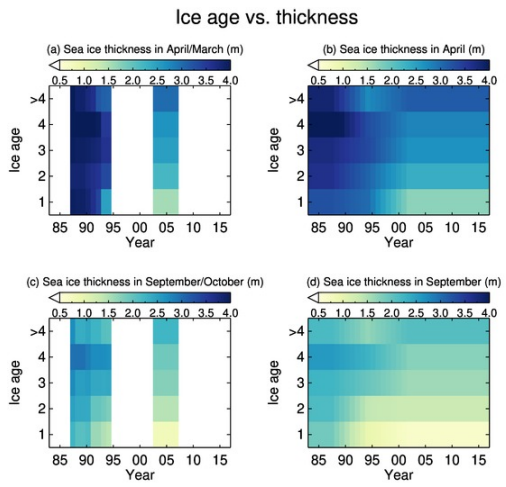 Ice age vs. thickness
(a) Sea ice thickness in April/March (m)
0.5 1.0 1.5 2.0 2.5 3.0 3.5 4.0
>4
4
3
2
1
Ice age
85 90 95 00 05 10 15
Year
(b) Sea ice thickness in April (m)
0.5 1.0 1.5 2.0 2.5 3.0 3.5 4.0
>4
4
3
2
1
Ice age
85 90 95 00 05 10 15
Year
(c) Sea ice thickness in September/October (m)
0.5 1.0 1.5 2.0 2.5 3.0 3.5 4.0
>4
4
3
2
1
Ice age
85 90 95 00 05 10 15
Year
(d) Sea ice thickness in September (m)
0.5 1.0 1.5 2.0 2.5 3.0 3.5 4.0
>4
4
3
2
1
Ice age
85 90 95 00 05 10 15
Year